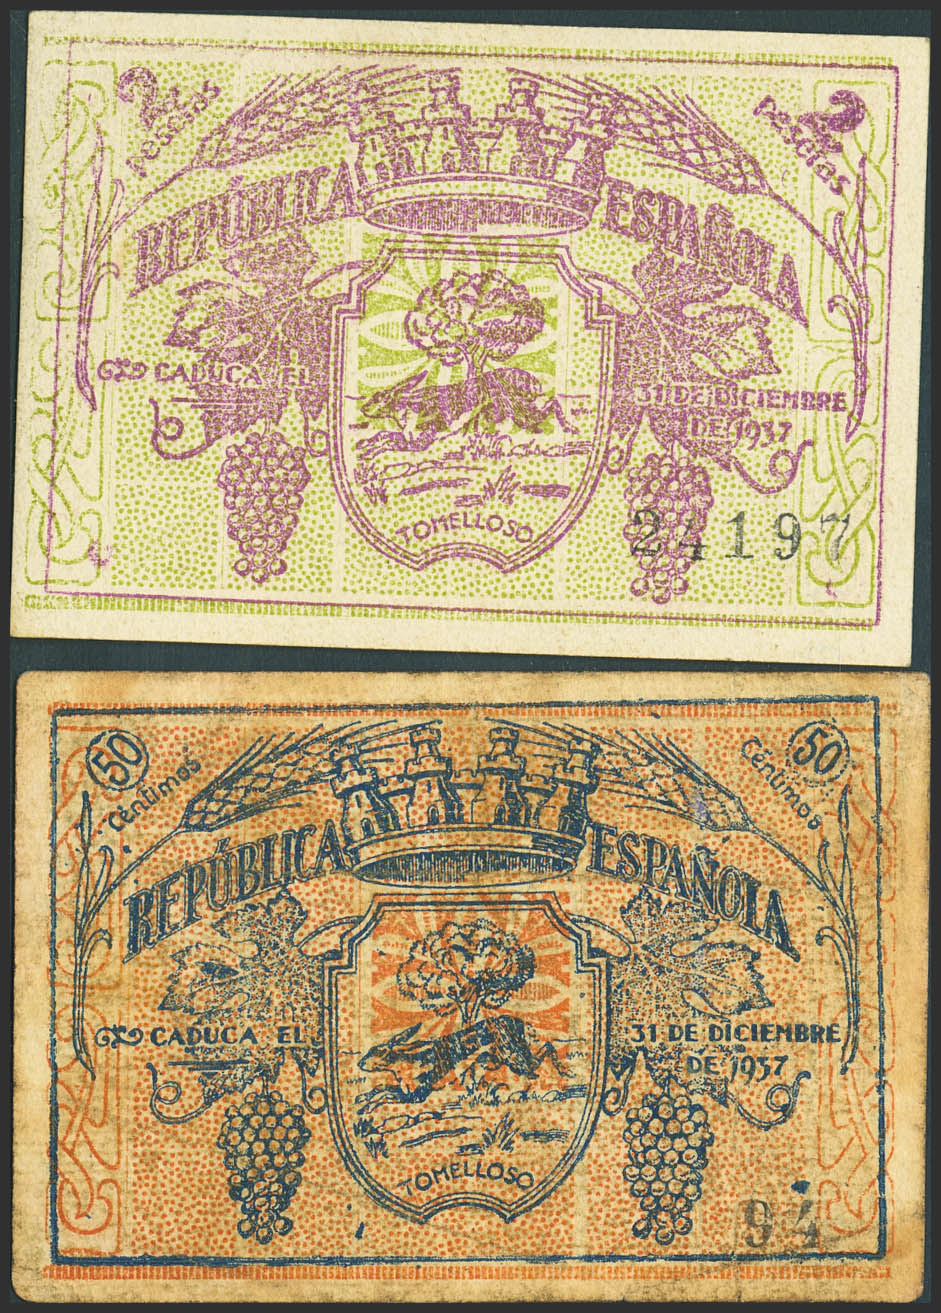 2 pesetas
2 pesetas
REPÚBLICA ESPAÑOLA
CADUCA EL 31 DE DICIEMBRE
DE 1937
TOMELLOSO
24197
50 Céntimos
50 Céntimos
REPÚBLICA ESPAÑOLA
CADUCA EL 31 DE DICIEMBRE
DE 1937
TOMELLOSO
94